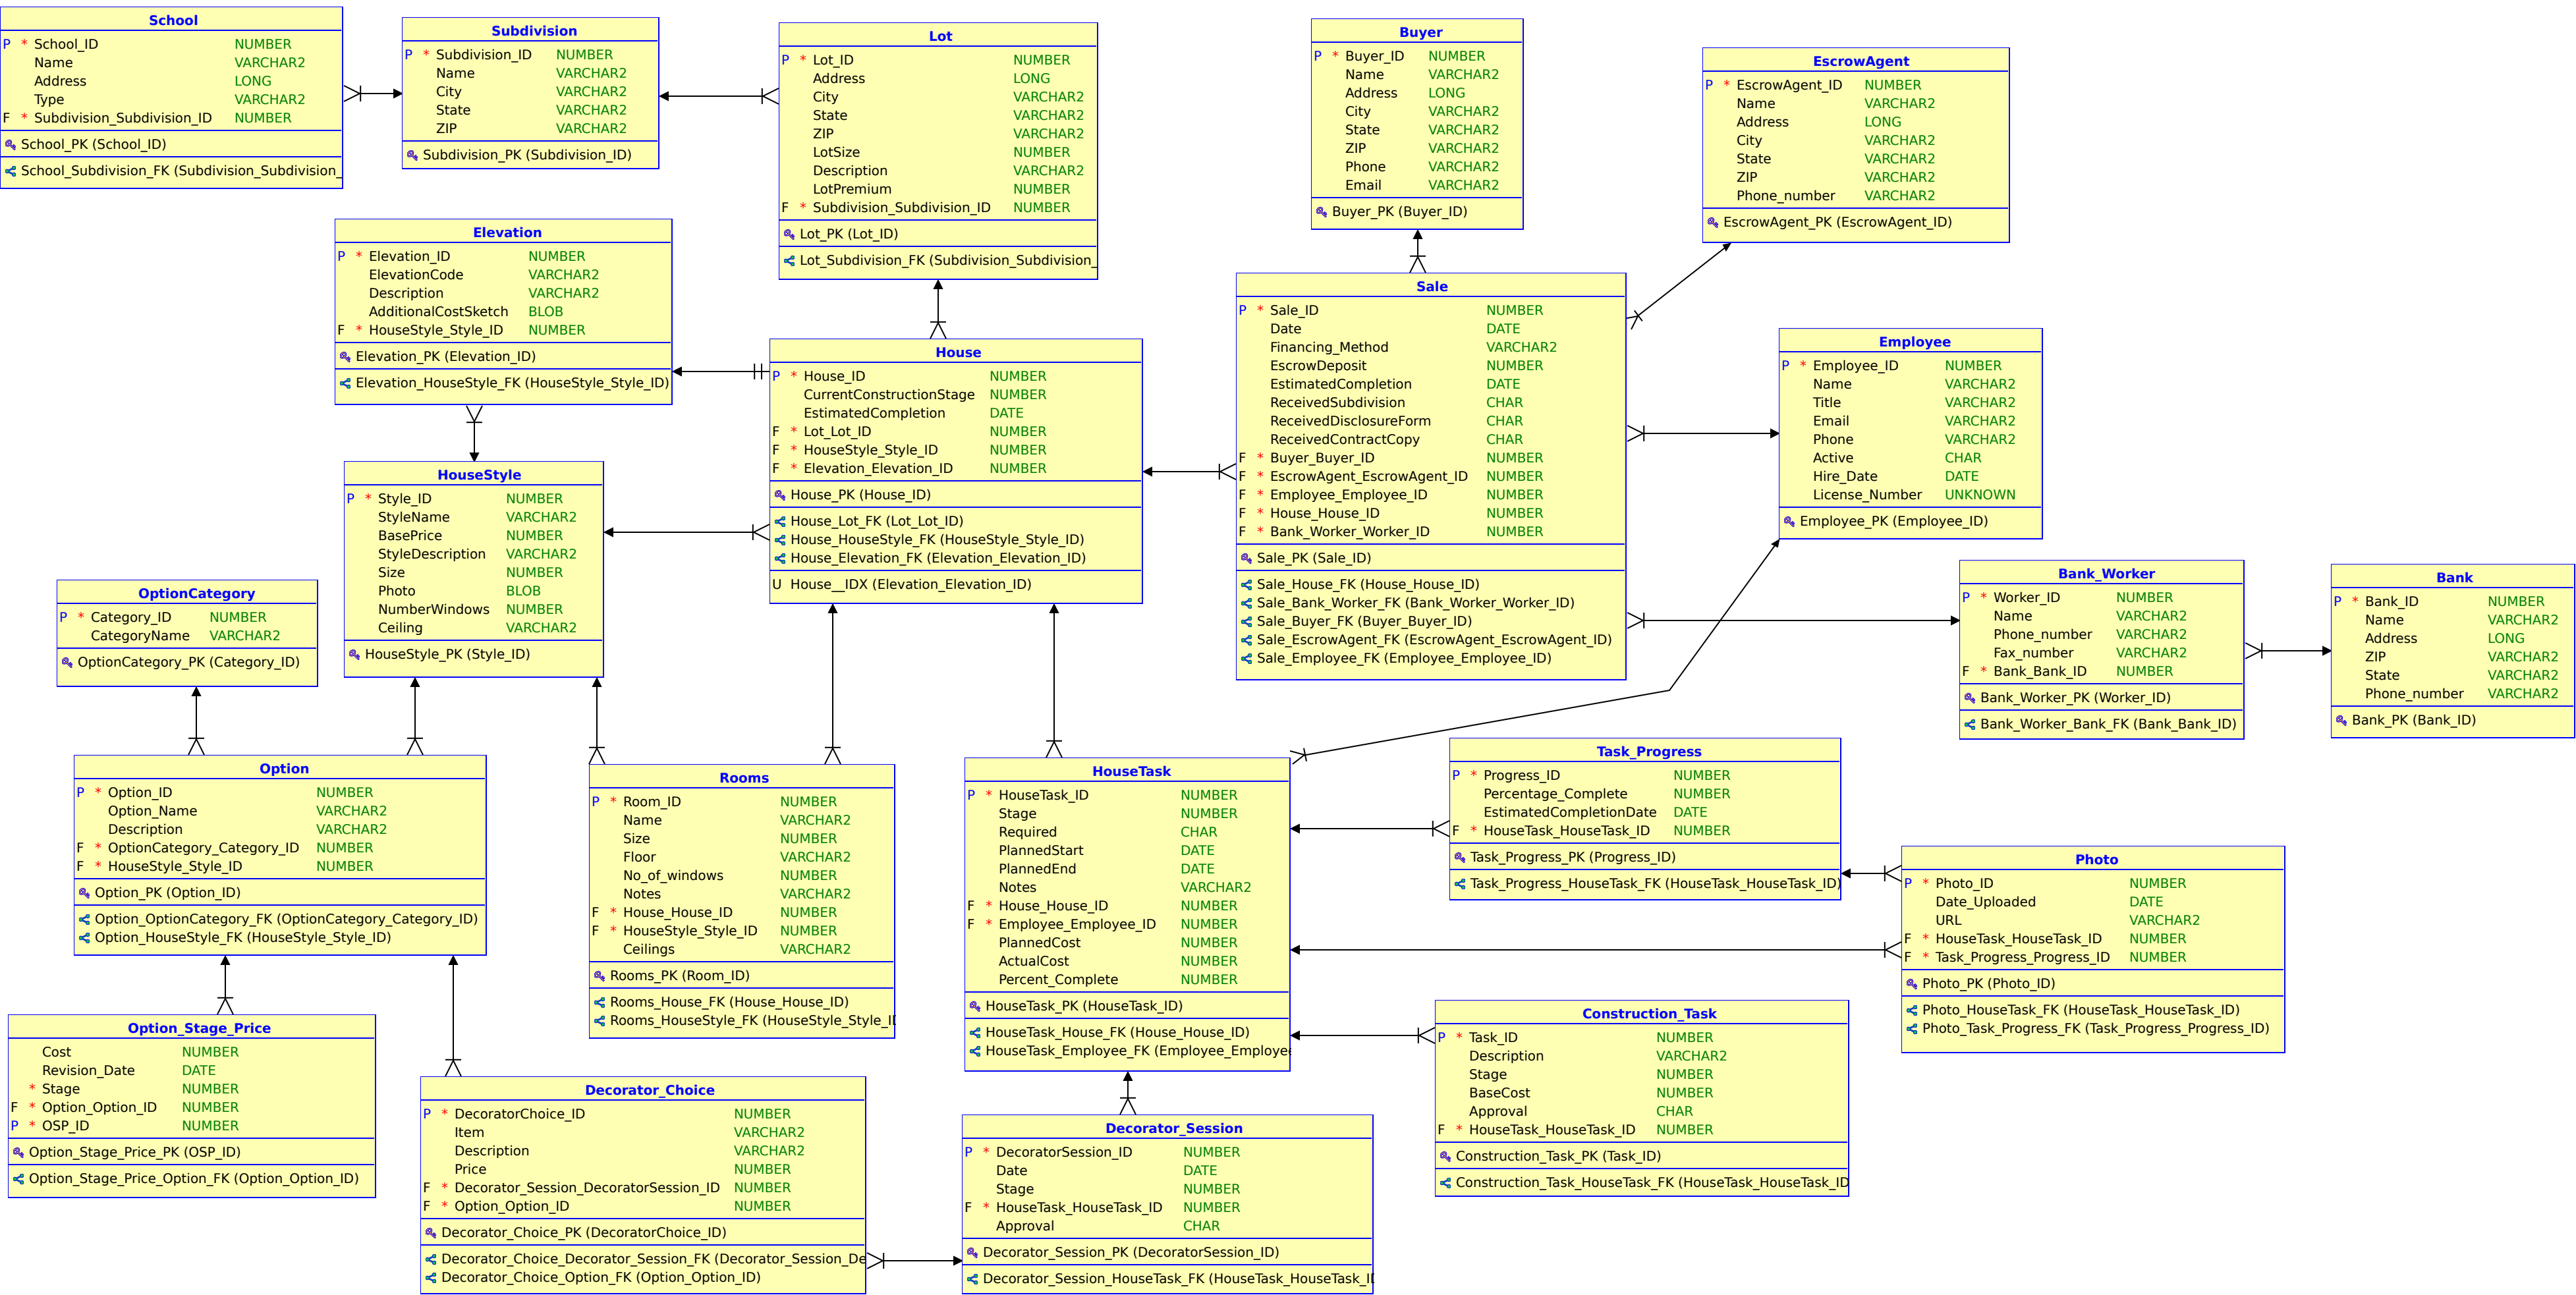 School
P * School_ID NUMBER
Name VARCHAR2
Address LONG
Type VARCHAR2
F * Subdivision_Subdivision_ID NUMBER
School_PK (School_ID)
School_Subdivision_FK (Subdivision_Subdivision_
Subdivision
P * Subdivision_ID NUMBER
Name VARCHAR2
City VARCHAR2
State VARCHAR2
ZIP VARCHAR2
Subdivision_PK (Subdivision_ID)
Lot
P * Lot_ID NUMBER
Address LONG
City VARCHAR2
State VARCHAR2
ZIP VARCHAR2
LotSize NUMBER
Description VARCHAR2
LotPremium NUMBER
F * Subdivision_Subdivision_ID NUMBER
Lot_PK (Lot_ID)
Lot_Subdivision_FK (Subdivision_Subdivision_
Buyer
P * Buyer_ID NUMBER
Name VARCHAR2
Address LONG
City VARCHAR2
State VARCHAR2
ZIP VARCHAR2
Phone VARCHAR2
Email VARCHAR2
Buyer_PK (Buyer_ID)
EscrowAgent
P * EscrowAgent_ID NUMBER
Name VARCHAR2
Address LONG
City VARCHAR2
State VARCHAR2
ZIP VARCHAR2
Phone_number VARCHAR2
EscrowAgent_PK (EscrowAgent_ID)
Elevation
P * Elevation_ID NUMBER
ElevationCode VARCHAR2
Description VARCHAR2
AdditionalCostSketch BLOB
F * HouseStyle_Style_ID NUMBER
Elevation_PK (Elevation_ID)
Elevation_HouseStyle_FK (HouseStyle_Style_ID)
House
P * House_ID NUMBER
CurrentConstructionStage NUMBER
EstimatedCompletion DATE
F * Lot_Lot_ID NUMBER
F * HouseStyle_Style_ID NUMBER
F * Elevation_Elevation_ID NUMBER
House_PK (House_ID)
House_Lot_FK (Lot_Lot_ID)
House_HouseStyle_FK (HouseStyle_Style_ID)
House_Elevation_FK (Elevation_Elevation_ID)
U House__IDX (Elevation_Elevation_ID)
Sale
P * Sale_ID NUMBER
Date DATE
Financing_Method VARCHAR2
EscrowDeposit NUMBER
EstimatedCompletion DATE
ReceivedSubdivision CHAR
ReceivedDisclosureForm CHAR
ReceivedContractCopy CHAR
F * Buyer_Buyer_ID NUMBER
F * EscrowAgent_EscrowAgent_ID NUMBER
F * Employee_Employee_ID NUMBER
F * House_House_ID NUMBER
F * Bank_Worker_Worker_ID NUMBER
Sale_PK (Sale_ID)
Sale_House_FK (House_House_ID)
Sale_Bank_Worker_FK (Bank_Worker_Worker_ID)
Sale_Buyer_FK (Buyer_Buyer_ID)
Sale_EscrowAgent_FK (EscrowAgent_EscrowAgent_ID)
Sale_Employee_FK (Employee_Employee_ID)
Employee
P * Employee_ID NUMBER
Name VARCHAR2
Title VARCHAR2
Email VARCHAR2
Phone VARCHAR2
Active CHAR
Hire_Date DATE
License_Number UNKNOWN
Employee_PK (Employee_ID)
HouseStyle
P * Style_ID NUMBER
StyleName VARCHAR2
BasePrice NUMBER
StyleDescription VARCHAR2
Size NUMBER
Photo BLOB
NumberWindows NUMBER
Ceiling VARCHAR2
HouseStyle_PK (Style_ID)
OptionCategory
P * Category_ID NUMBER
CategoryName VARCHAR2
OptionCategory_PK (Category_ID)
Bank_Worker
P * Worker_ID NUMBER
Name VARCHAR2
Phone_number VARCHAR2
Fax_number VARCHAR2
F * Bank_Bank_ID NUMBER
Bank_Worker_PK (Worker_ID)
Bank_Worker_Bank_FK (Bank_Bank_ID)
Bank
P * Bank_ID NUMBER
Name VARCHAR2
Address LONG
ZIP VARCHAR2
State VARCHAR2
Phone_number VARCHAR2
Bank_PK (Bank_ID)
Option
P * Option_ID NUMBER
Option_Name VARCHAR2
Description VARCHAR2
F * OptionCategory_Category_ID NUMBER
F * HouseStyle_Style_ID NUMBER
Option_PK (Option_ID)
Option_OptionCategory_FK (OptionCategory_Category_ID)
Option_HouseStyle_FK (HouseStyle_Style_ID)
Rooms
P * Room_ID NUMBER
Name VARCHAR2
Size NUMBER
Floor VARCHAR2
No_of_windows NUMBER
Notes VARCHAR2
F * House_House_ID NUMBER
F * HouseStyle_Style_ID NUMBER
Ceilings VARCHAR2
Rooms_PK (Room_ID)
Rooms_House_FK (House_House_ID)
Rooms_HouseStyle_FK (HouseStyle_Style_ID
HouseTask
P * HouseTask_ID NUMBER
Stage NUMBER
Required CHAR
PlannedStart DATE
PlannedEnd DATE
Notes VARCHAR2
F * House_House_ID NUMBER
F * Employee_Employee_ID NUMBER
PlannedCost NUMBER
ActualCost NUMBER
Percent_Complete NUMBER
HouseTask_PK (HouseTask_ID)
HouseTask_House_FK (House_House_ID)
HouseTask_Employee_FK (Employee_Employee
Task_Progress
P * Progress_ID NUMBER
Percentage_Complete NUMBER
EstimatedCompletionDate DATE
F * HouseTask_HouseTask_ID NUMBER
Task_Progress_PK (Progress_ID)
Task_Progress_HouseTask_FK (HouseTask_HouseTask_ID)
Photo
P * Photo_ID NUMBER
Date_Uploaded DATE
URL VARCHAR2
F * HouseTask_HouseTask_ID NUMBER
F * Task_Progress_Progress_ID NUMBER
Photo_PK (Photo_ID)
Photo_HouseTask_FK (HouseTask_HouseTask_ID)
Photo_Task_Progress_FK (Task_Progress_Progress_ID)
Option_Stage_Price
Cost NUMBER
Revision_Date DATE
* Stage NUMBER
F * Option_Option_ID NUMBER
P * OSP_ID NUMBER
Option_Stage_Price_PK (OSP_ID)
Option_Stage_Price_Option_FK (Option_Option_ID)
Decorator_Choice
P * DecoratorChoice_ID NUMBER
Item VARCHAR2
Description VARCHAR2
Price NUMBER
F * Decorator_Session_DecoratorSession_ID NUMBER
F * Option_Option_ID NUMBER
Decorator_Choice_PK (DecoratorChoice_ID)
Decorator_Choice_Decorator_Session_FK (Decorator_Session_De
Decorator_Choice_Option_FK (Option_Option_ID)
Decorator_Session
P * DecoratorSession_ID NUMBER
Date DATE
Stage NUMBER
F * HouseTask_HouseTask_ID NUMBER
Approval CHAR
Decorator_Session_PK (DecoratorSession_ID)
Decorator_Session_HouseTask_FK (HouseTask_HouseTask_ID
Construction_Task
P * Task_ID NUMBER
Description VARCHAR2
Stage NUMBER
BaseCost NUMBER
Approval CHAR
F * HouseTask_HouseTask_ID NUMBER
Construction_Task_PK (Task_ID)
Construction_Task_HouseTask_FK (HouseTask_HouseTask_ID